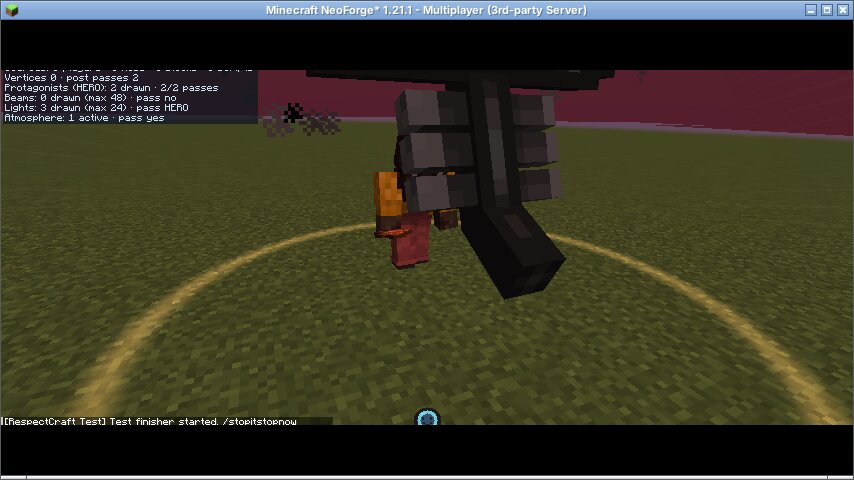 Minecraft NeoForge* 1.21.1 - Multiplayer (3rd-party Server)
Vertices 0 · post passes 2
Protagonists (HERO): 2 drawn · 2/2 passes
Beams: 0 drawn (max 48) · pass no
Lights: 3 drawn (max 24) · pass HERO
Atmosphere: 1 active · pass yes
[RespectCraft Test] Test finisher started. /stopitstopnow